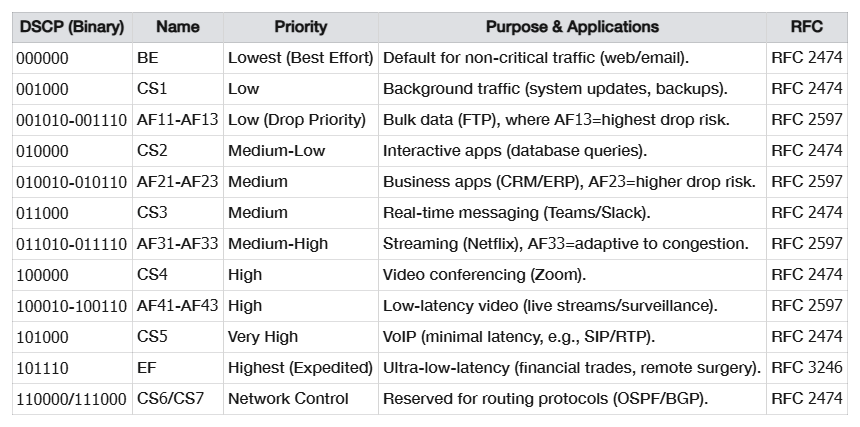 DSCP (Binary) Name Priority Purpose & Applications RFC
000000 BE Lowest (Best Effort) Default for non-critical traffic (web/email). RFC 2474
001000 CS1 Low Background traffic (system updates, backups). RFC 2474
001010-001110 AF11-AF13 Low (Drop Priority) Bulk data (FTP), where AF13=highest drop risk. RFC 2597
010000 CS2 Medium-Low Interactive apps (database queries). RFC 2474
010010-010110 AF21-AF23 Medium Business apps (CRM/ERP), AF23=higher drop risk. RFC 2597
011000 CS3 Medium Real-time messaging (Teams/Slack). RFC 2474
011010-011110 AF31-AF33 Medium-High Streaming (Netflix), AF33=adaptive to congestion. RFC 2597
100000 CS4 High Video conferencing (Zoom). RFC 2474
100010-100110 AF41-AF43 High Low-latency video (live streams/surveillance). RFC 2597
101000 CS5 Very High VoIP (minimal latency, e.g., SIP/RTP). RFC 2474
101110 EF Highest (Expedited) Ultra-low-latency (financial trades, remote surgery). RFC 3246
110000/111000 CS6/CS7 Network Control Reserved for routing protocols (OSPF/BGP). RFC 2474